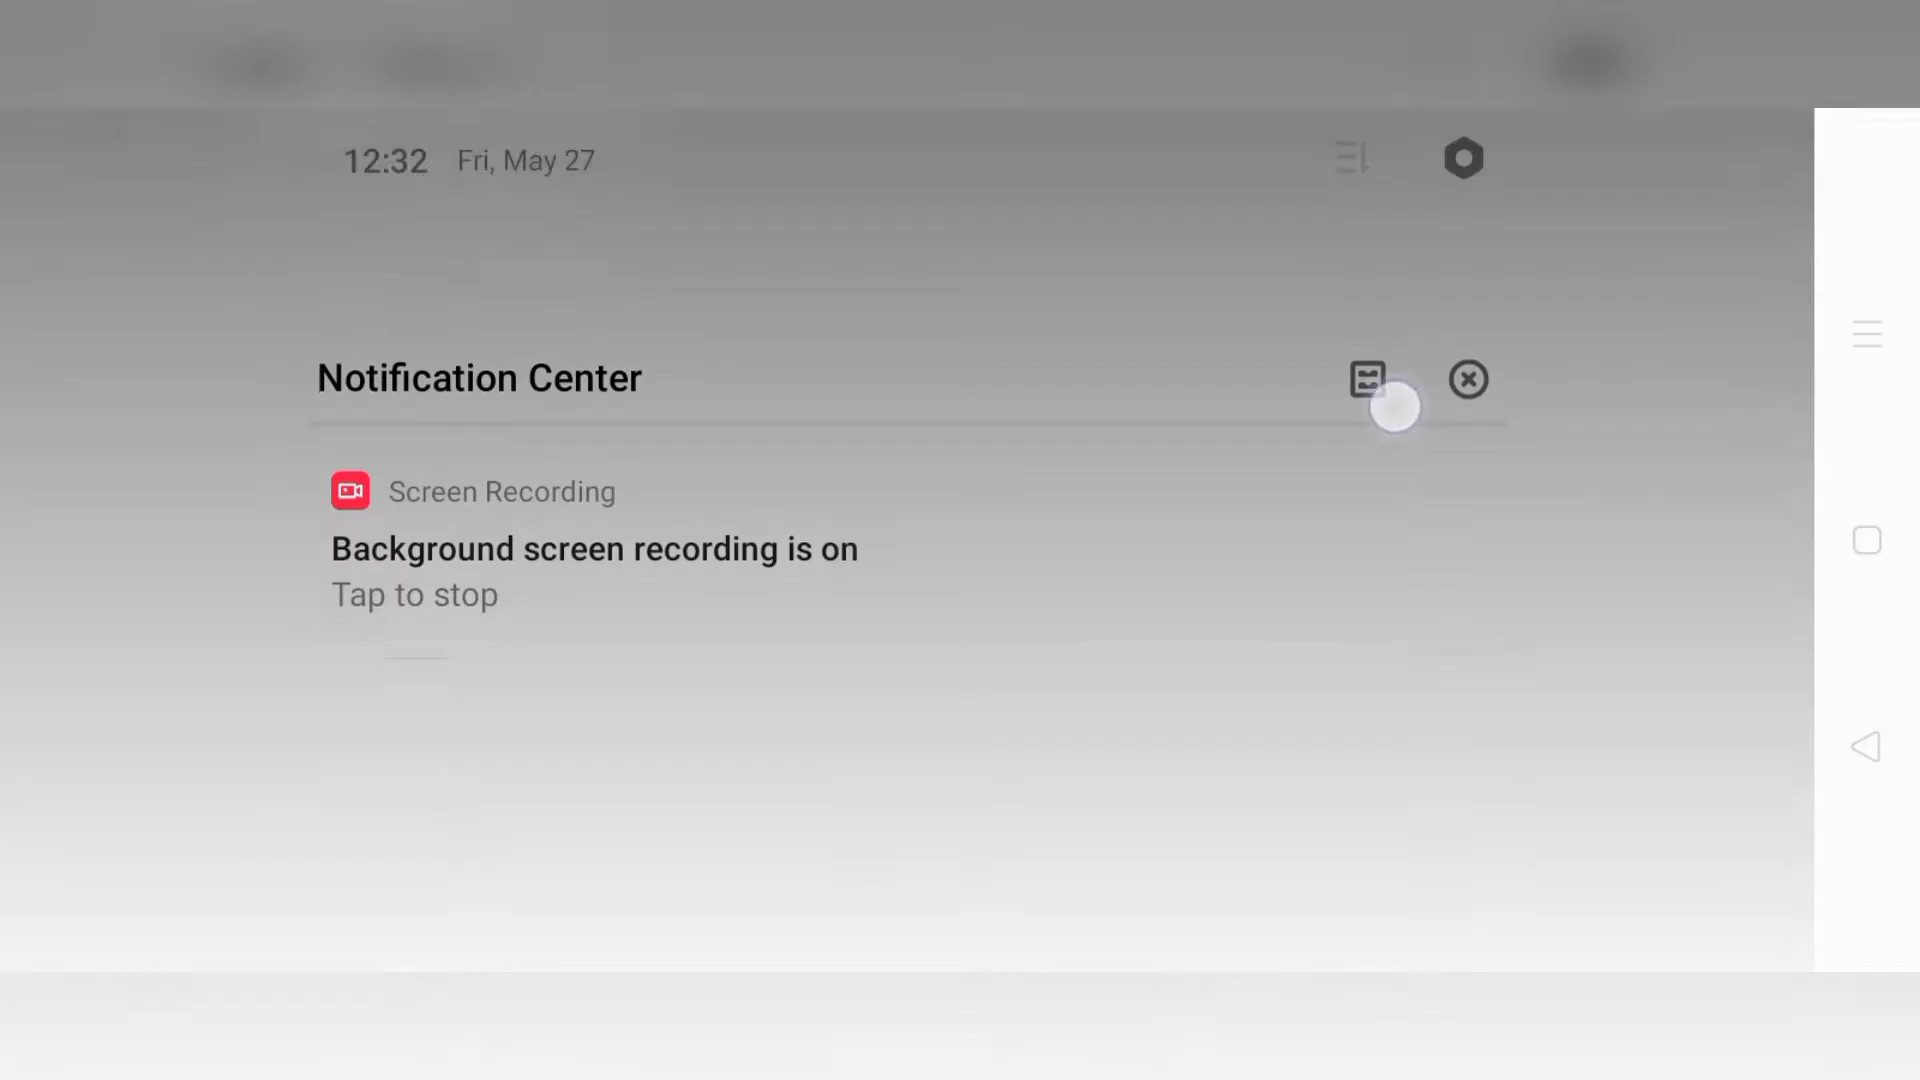 12:32 Fri, May 27
Notification Center
Screen Recording
Background screen recording is on
Tap to stop